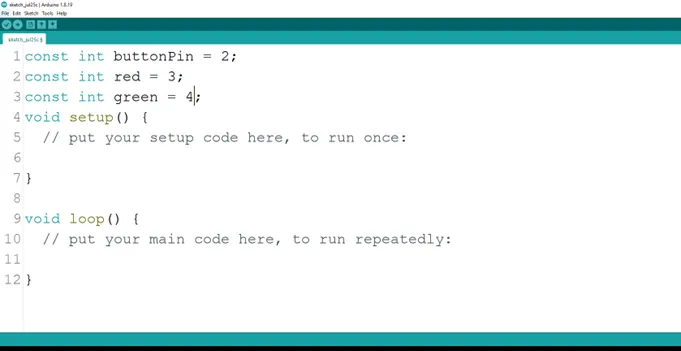 sketch_jul25c | Arduino 1.8.19
File Edit Sketch Tools Help
sketch_jul25c §
1 const int buttonPin = 2;
2 const int red = 3;
3 const int green = 4;
4 void setup() {
5 // put your setup code here, to run once:
6
7 }
8
9 void loop() {
10 // put your main code here, to run repeatedly:
11
12 }